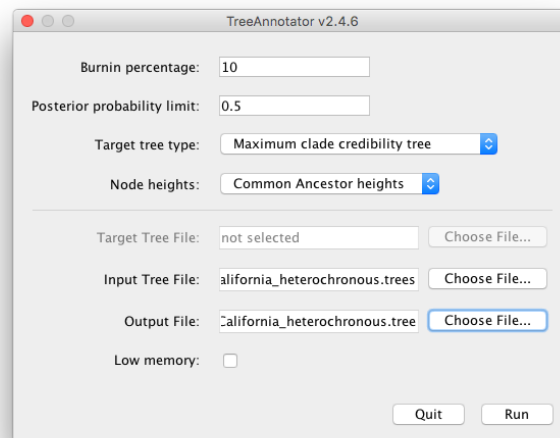 TreeAnnotator v2.4.6
Burnin percentage: 10
Posterior probability limit: 0.5
Target tree type: Maximum clade credibility tree
Node heights: Common Ancestor heights
Target Tree File: not selected Choose File...
Input Tree File: alifornia_heterochronous.trees Choose File...
Output File: California_heterochronous.tree Choose File...
Low memory:
Quit Run